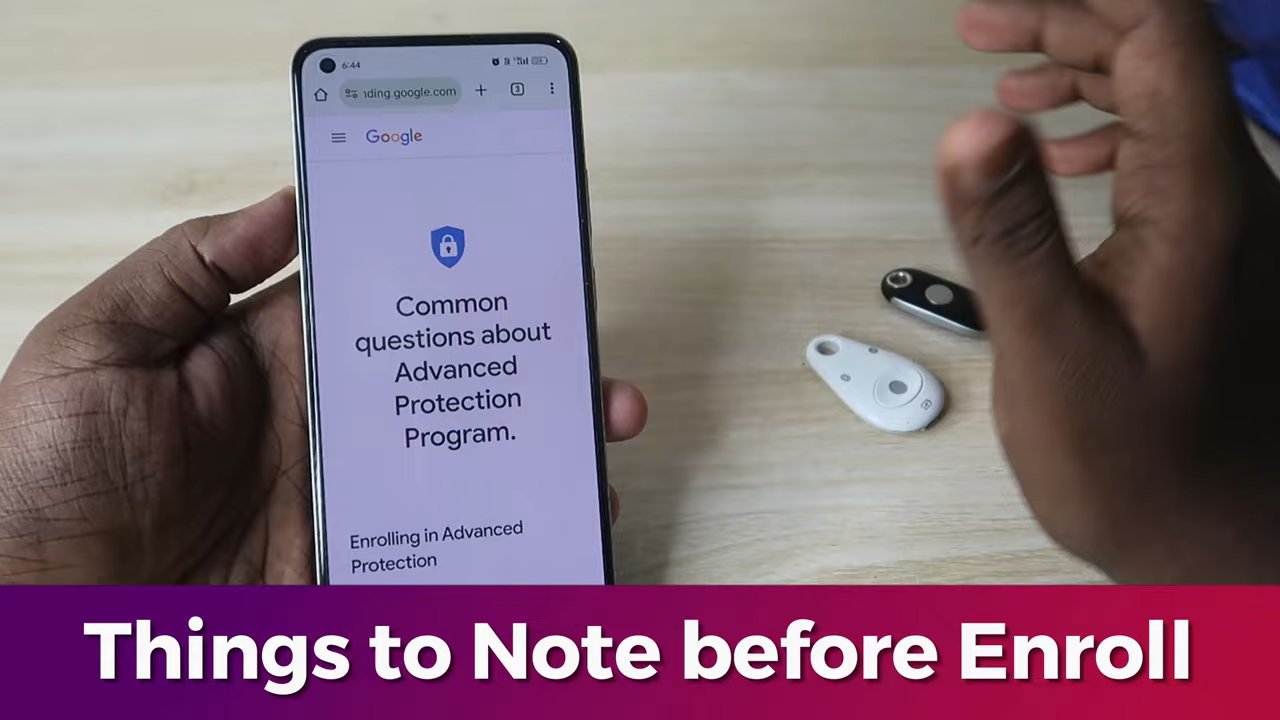 6:44
ıding.google.com
3
Google
Common
questions about
Advanced
Protection
Program.
Enrolling in Advanced
Protection
Things to Note before Enroll